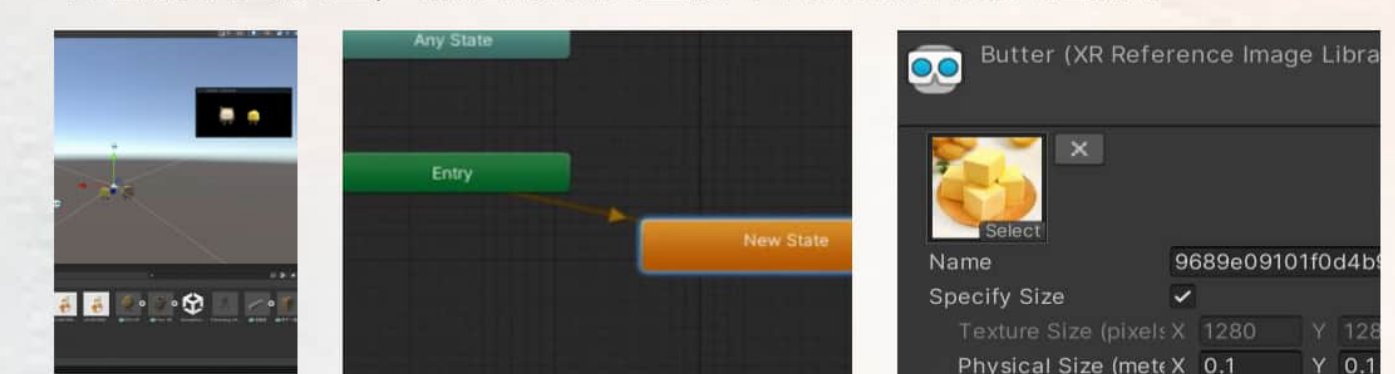 Any State
Entry
New State
Butter (XR Reference Image Libra
Select
Name 9689e09101f0d4b
Specify Size
Texture Size (pixels X 1280 Y 128
Physical Size (mete X 0.1 Y 0.1